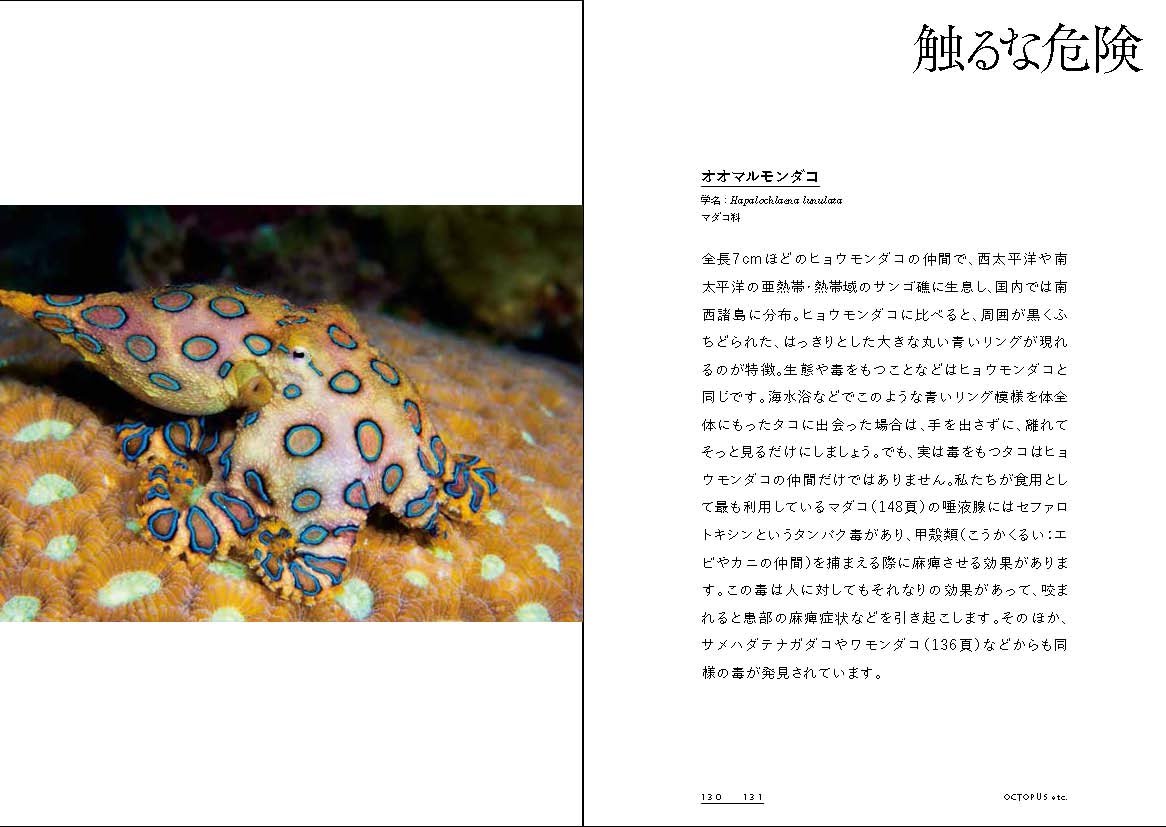 触るな危険
オオマルモンダコ
学名：Hapalochlaena lunulata
マダコ科
全長7cmほどのヒョウモンダコの仲間で、西太平洋や南
太平洋の亜熱帯・熱帯域のサンゴ礁に生息し、国内では南
西諸島に分布。ヒョウモンダコに比べると、周囲が黒くふ
ちどられた、はっきりとした大きな丸い青いリングが現れ
るのが特徴。生態や毒をもつことなどはヒョウモンダコと
同じです。海水浴などでこのような青いリング模様を体全
体にもったタコに出会った場合は、手を出さずに、離れて
そっと見るだけにしましょう。でも、実は毒をもつタコはヒョ
ウモンダコの仲間だけではありません。私たちが食用とし
て最も利用しているマダコ（148頁）の唾液腺にはセファロ
トキシンというタンパク毒があり、甲殻類（こうかくるい：エ
ビやカニの仲間）を捕まえる際に麻痺させる効果がありま
す。この毒は人に対してもそれなりの効果があって、咬ま
れると患部の麻痺症状などを引き起こします。そのほか、
サメハダテナガダコやワモンダコ（136頁）などからも同
様の毒が発見されています。
130 131
OCTOPUS etc.